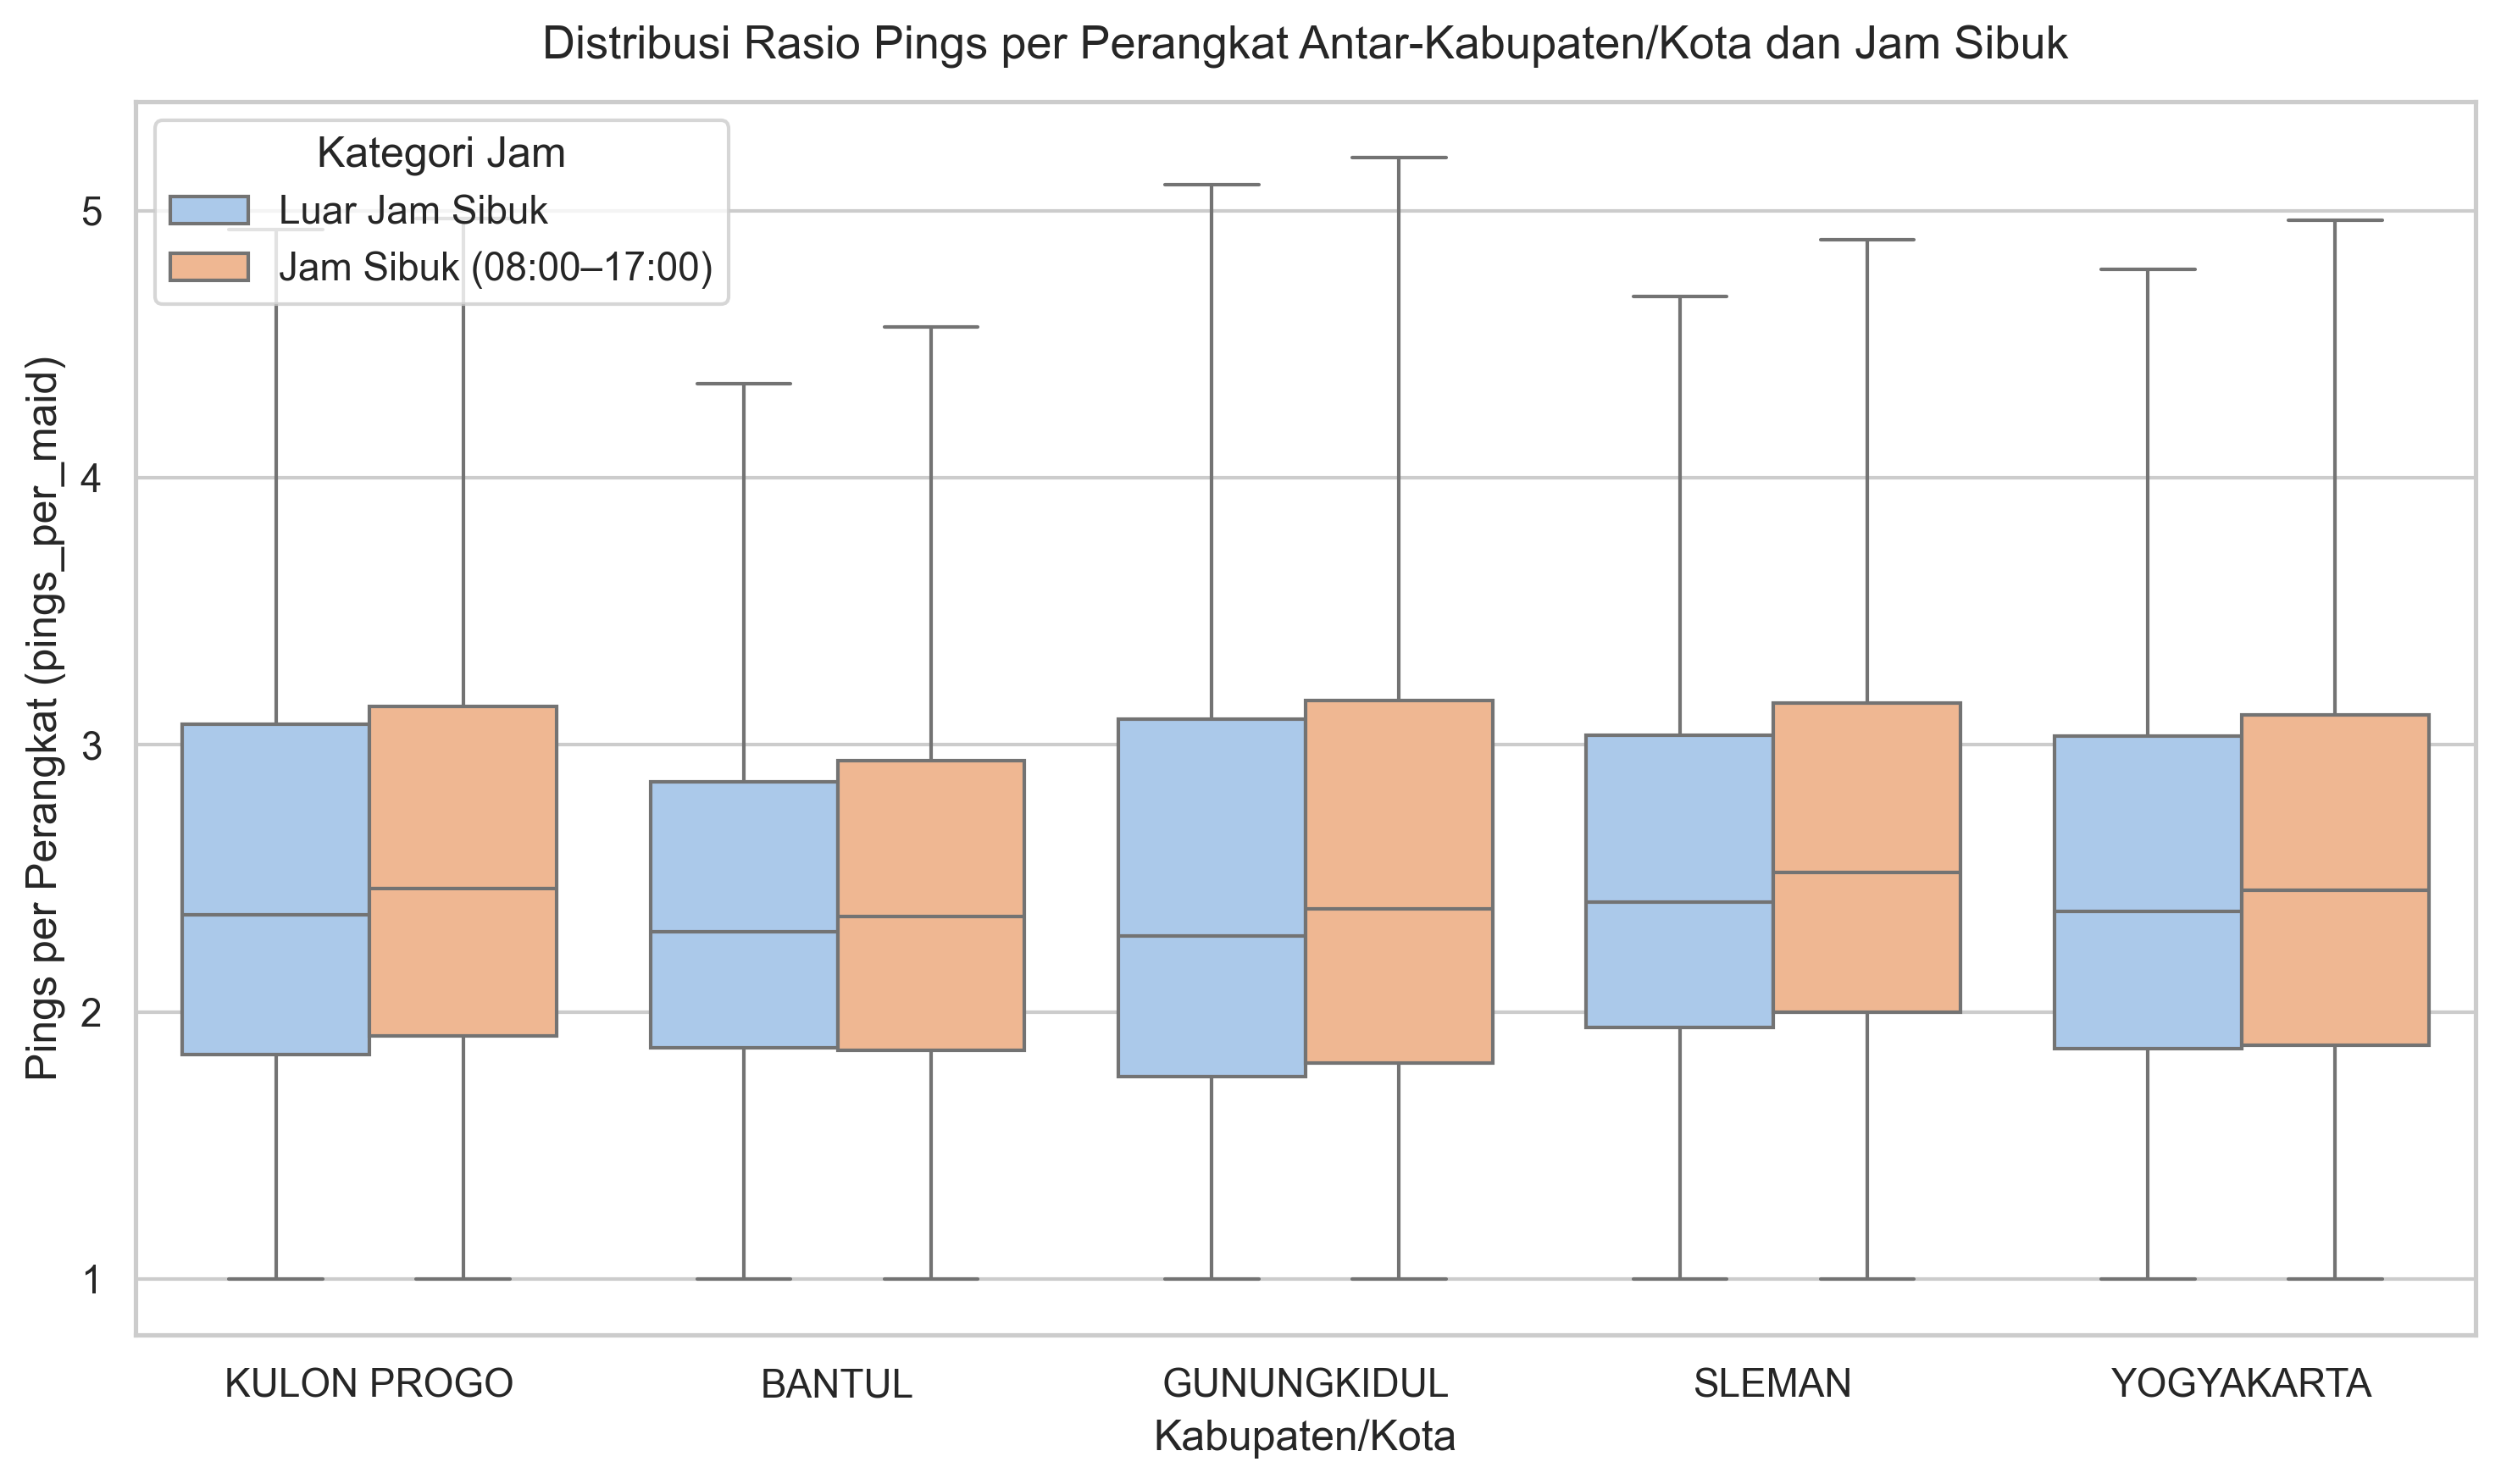 Distribusi Rasio Pings per Perangkat Antar-Kabupaten/Kota dan Jam Sibuk
Kategori Jam
Luar Jam Sibuk
Jam Sibuk (08:00–17:00)
Pings per Perangkat (pings_per_maid)
5
4
3
2
1
KULON PROGO
BANTUL
GUNUNGKIDUL
SLEMAN
YOGYAKARTA
Kabupaten/Kota